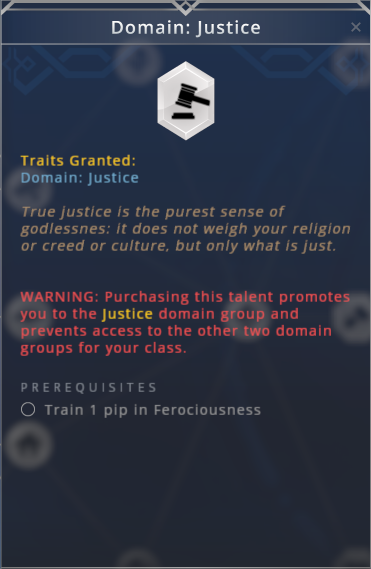 Domain: Justice
Traits Granted:
Domain: Justice
True justice is the purest sense of
godlessnes: it does not weigh your religion
or creed or culture, but only what is just.
WARNING: Purchasing this talent promotes
you to the Justice domain group and
prevents access to the other two domain
groups for your class.
PREREQUISITES
Train 1 pip in Ferociousness